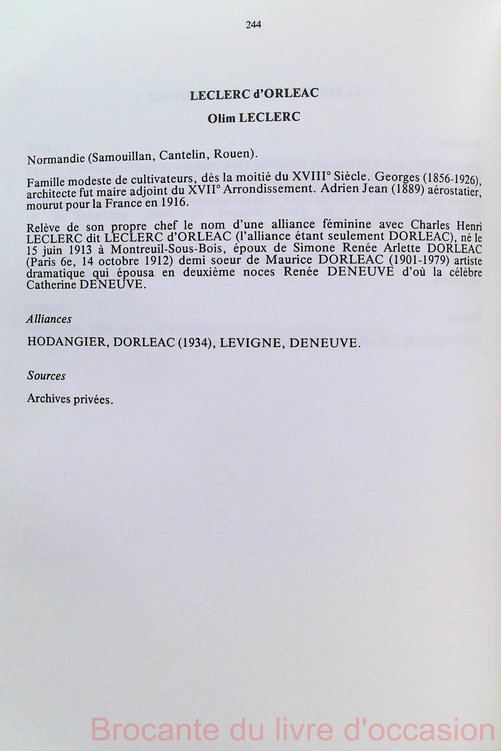 244
LECLERC d'ORLEAC
Olim LECLERC
Normandie (Samouillan, Cantelin, Rouen).
Famille modeste de cultivateurs, dès la moitié du XVIIIe Siècle. Georges (1856-1926),
architecte fut maire adjoint du XVIIe Arrondissement. Adrien Jean (1889) aérostatier,
mourut pour la France en 1916.
Relève de son propre chef le nom d'une alliance féminine avec Charles Henri
LECLERC dit LECLERC d'ORLEAC (l'alliance étant seulement DORLEAC), né le
15 juin 1913 à Montreuil-Sous-Bois, époux de Simone Renée Arlette DORLEAC
(Paris 6e, 14 octobre 1912) demi soeur de Maurice DORLEAC (1901-1979) artiste
dramatique qui épousa en deuxième noces Renée DENEUVE d'où la célèbre
Catherine DENEUVE.
Alliances
HODANGIER, DORLEAC (1934), LEVIGNE, DENEUVE.
Sources
Archives privées.
Brocante du livre d'occasion